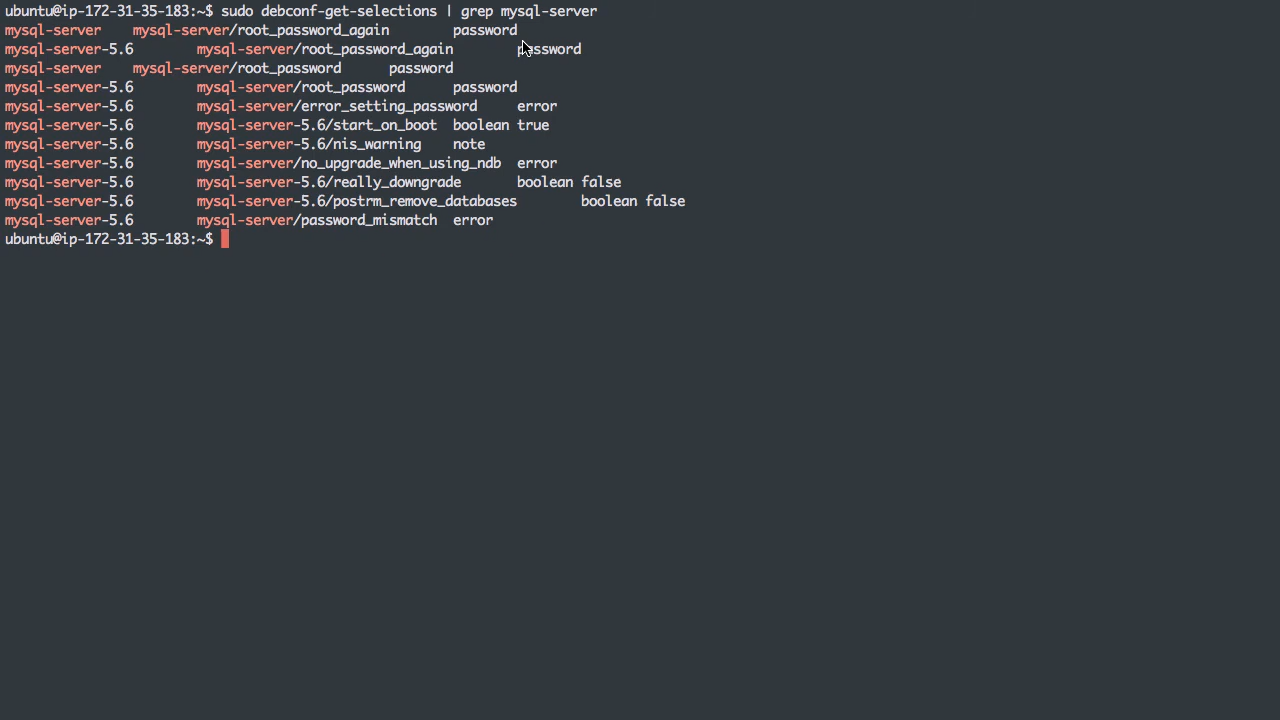 ubuntu@ip-172-31-35-183:~$ sudo debconf-get-selections | grep mysql-server
mysql-server    mysql-server/root_password_again        password
mysql-server-5.6        mysql-server/root_password_again        password
mysql-server    mysql-server/root_password      password
mysql-server-5.6        mysql-server/root_password      password
mysql-server-5.6        mysql-server/error_setting_password     error
mysql-server-5.6        mysql-server-5.6/start_on_boot  boolean true
mysql-server-5.6        mysql-server-5.6/nis_warning    note
mysql-server-5.6        mysql-server/no_upgrade_when_using_ndb  error
mysql-server-5.6        mysql-server-5.6/really_downgrade       boolean false
mysql-server-5.6        mysql-server-5.6/postrm_remove_databases        boolean false
mysql-server-5.6        mysql-server/password_mismatch  error
ubuntu@ip-172-31-35-183:~$